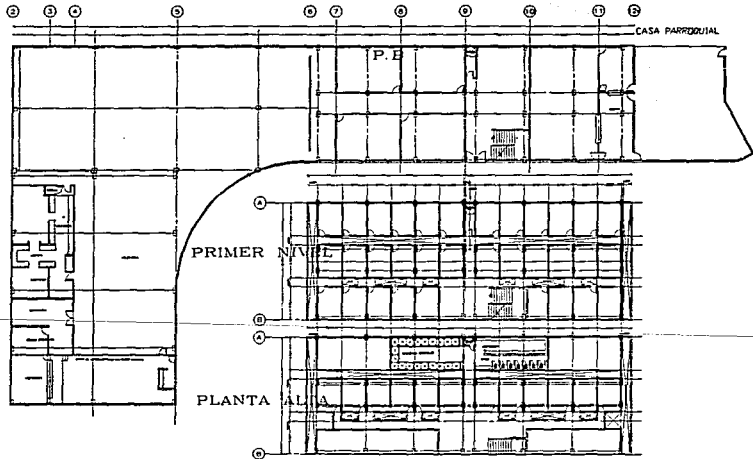 2 3 4 5 6 7 8 9 10 11 12
CASA PARROQUIAL
P.B
A
PRIMER NIVEL
B
A
PLANTA ALTA
B